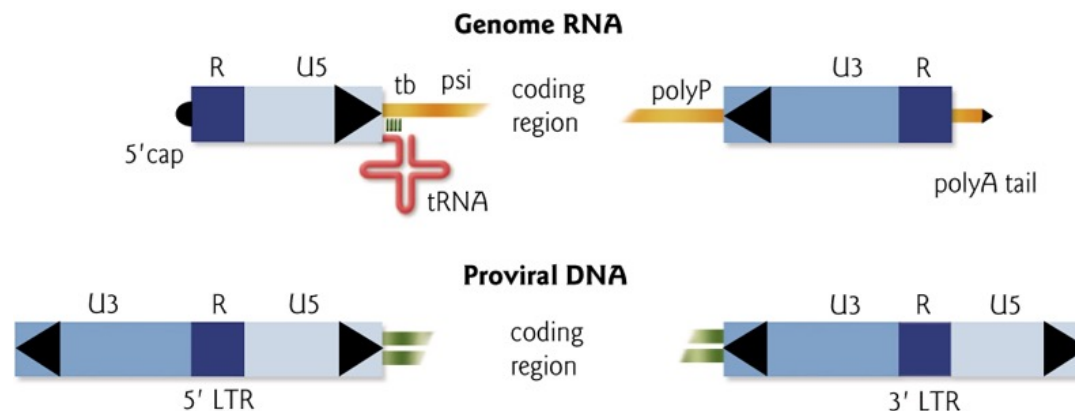 Genome RNA
R U5 tb psi coding region polyP U3 R
5'cap tRNA polyA tail
Proviral DNA
U3 R U5 coding region U3 R U5
5' LTR 3' LTR